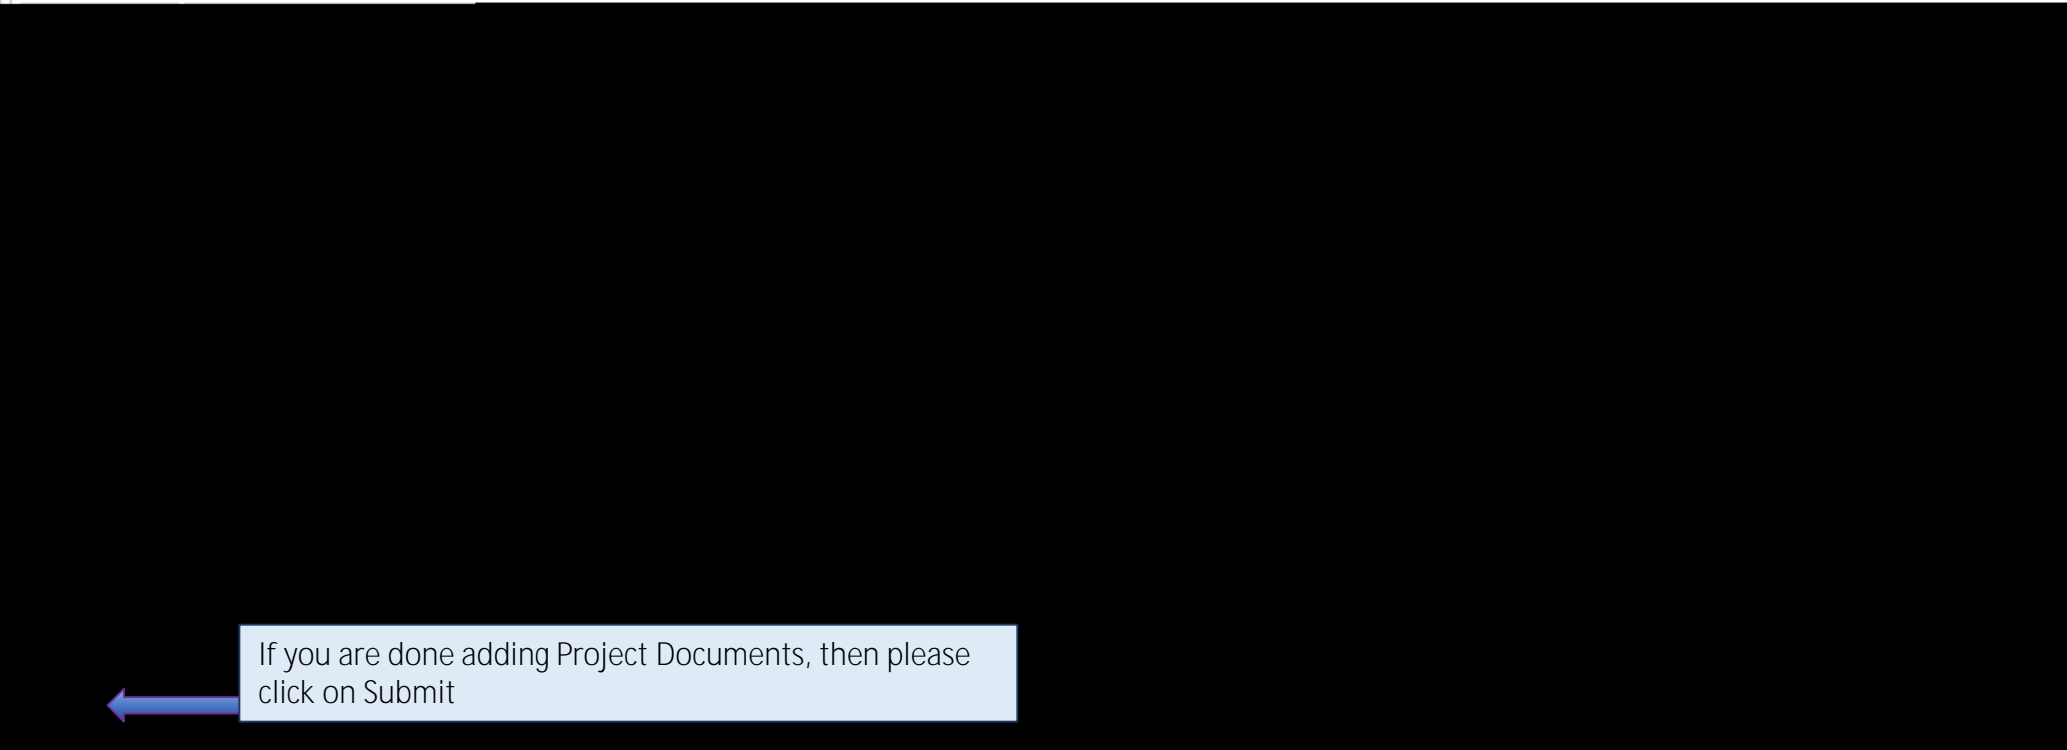 If you are done adding Project Documents, then please
click on Submit